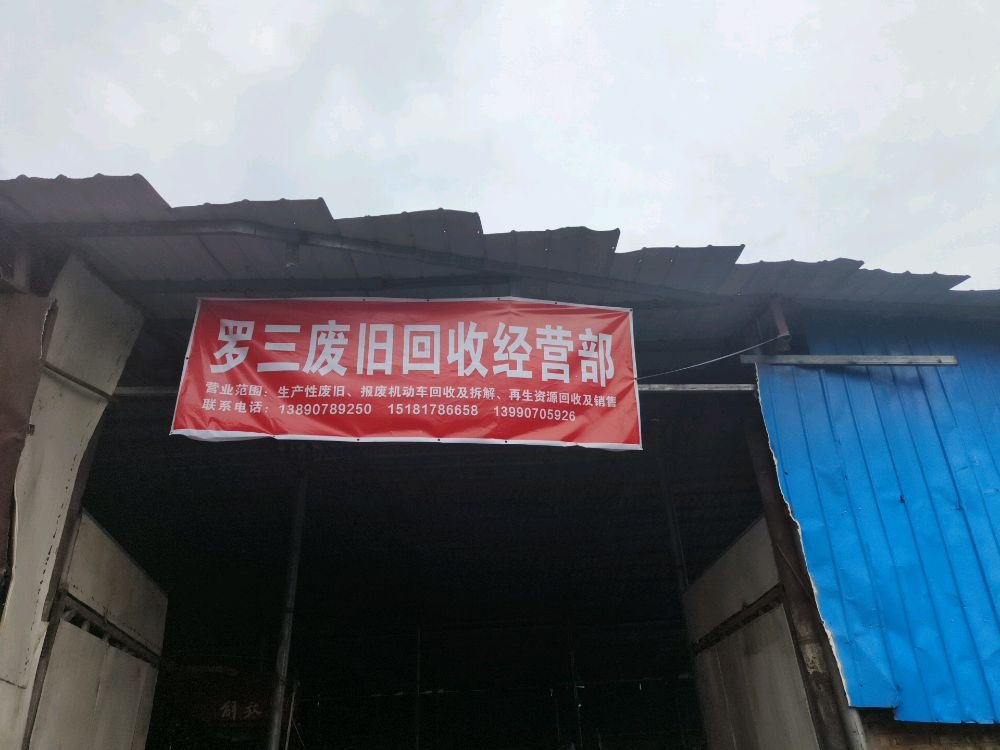 罗三废旧回收经营部
营业范围：生产性废旧、报废机动车回收及拆解、再生资源回收及销售
联系电话：13890789250 15181786658 13990705926
解放